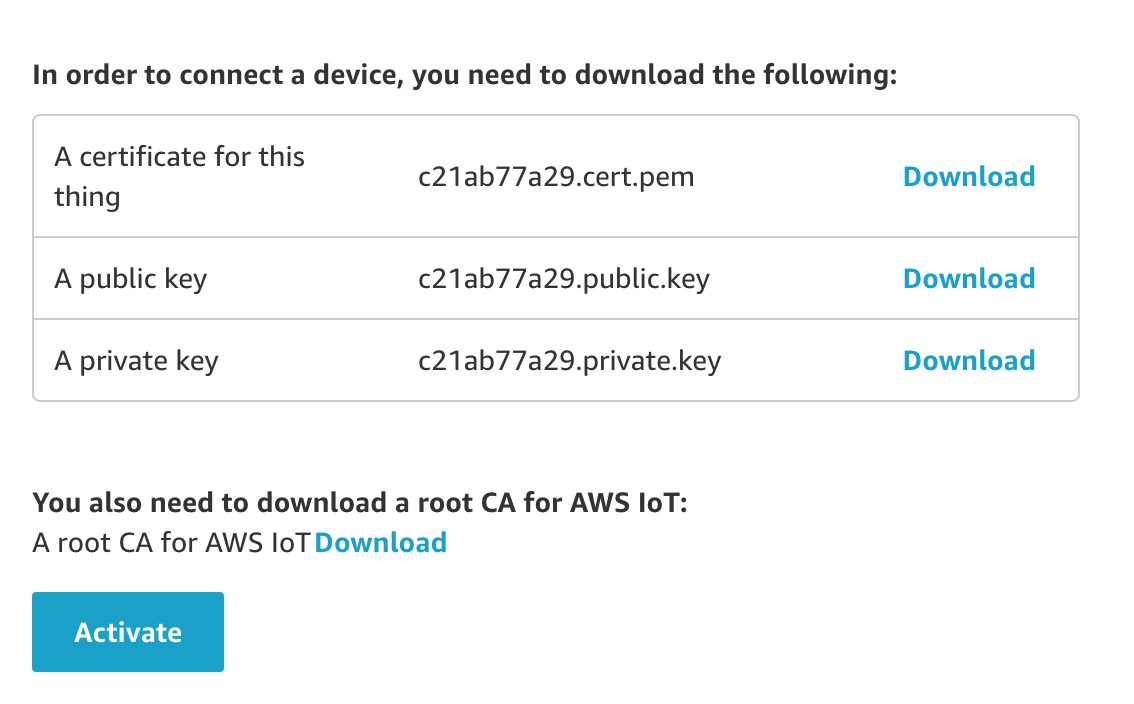 In order to connect a device, you need to download the following:
A certificate for this
thing
c21ab77a29.cert.pem
Download
A public key
c21ab77a29.public.key
Download
A private key
c21ab77a29.private.key
Download
You also need to download a root CA for AWS IoT:
A root CA for AWS IoT Download
Activate